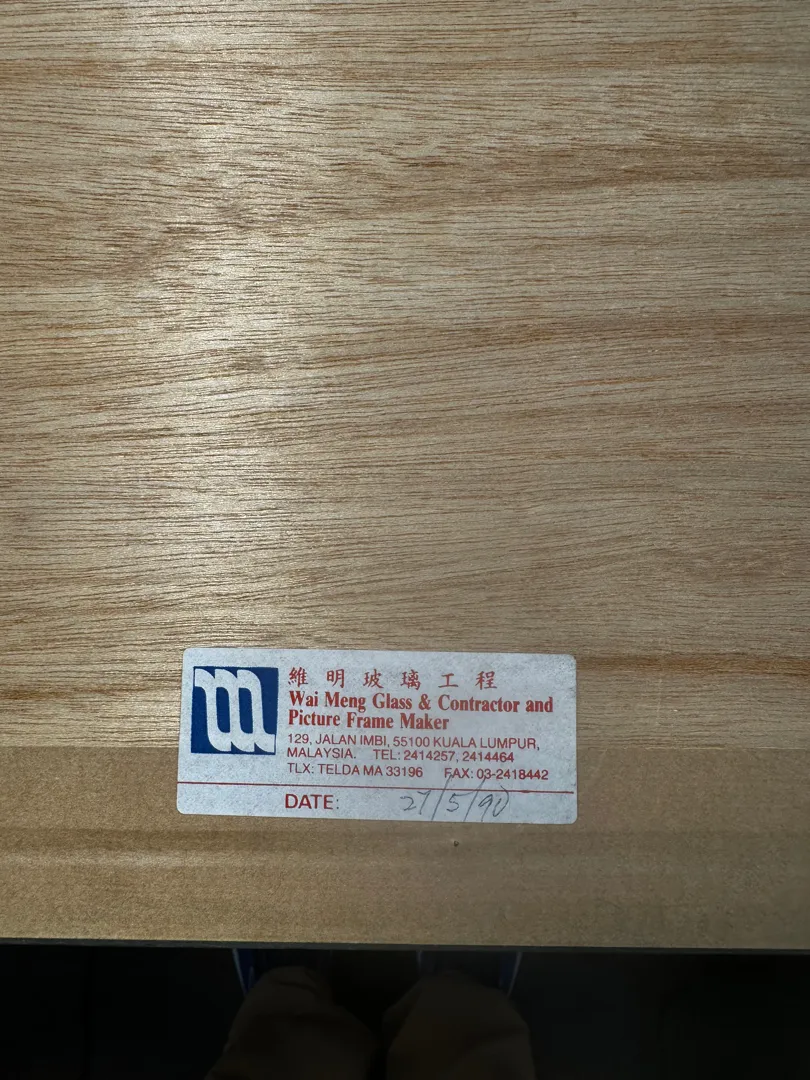 維明玻璃工程
Wai Meng Glass & Contractor and
Picture Frame Maker
129, JALAN IMBI, 55100 KUALA LUMPUR,
MALAYSIA. TEL: 2414257, 2414464
TLX: TELDA MA 33196 FAX: 03-2418442
DATE: 27/5/90